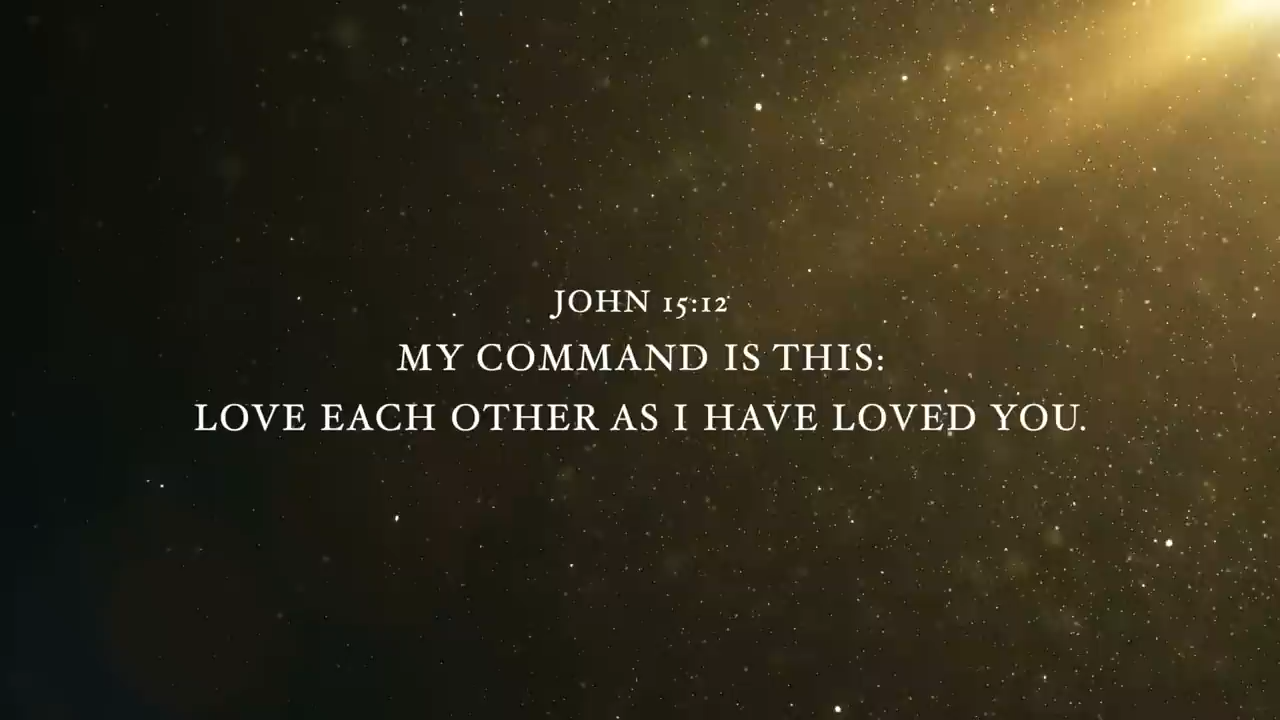 JOHN 15:12
MY COMMAND IS THIS:
LOVE EACH OTHER AS I HAVE LOVED YOU.